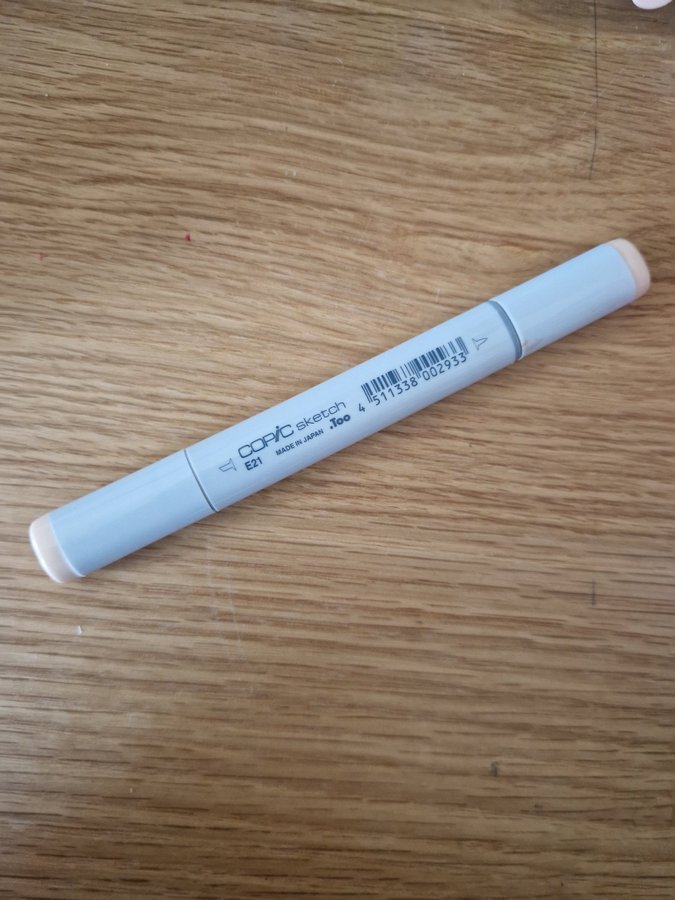 COPIC sketch
E21 MADE IN JAPAN .Too
4 511338 002933